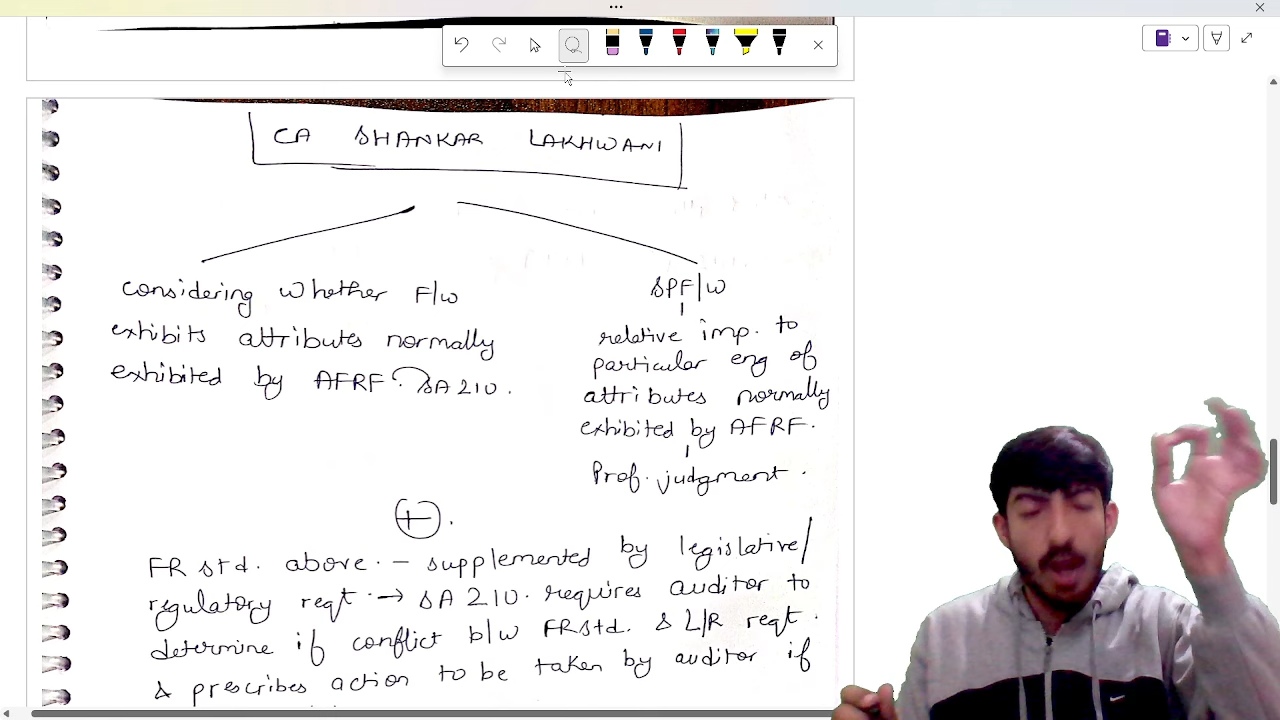 CA SHANKAR LAKHWANI
Considering whether F/w
exhibits attributes normally
exhibited by AFRF. SA 210.
SPF/W
relative imp. to
particular eng of
attributes normally
exhibited by AFRF.
Prof. judgment.
+.
FR std. above. - supplemented by legislative/
regulatory reqt. → SA 210. requires auditor to
determine if conflict b/w FR std. & L/R reqt.
& prescribes action to be taken by auditor if